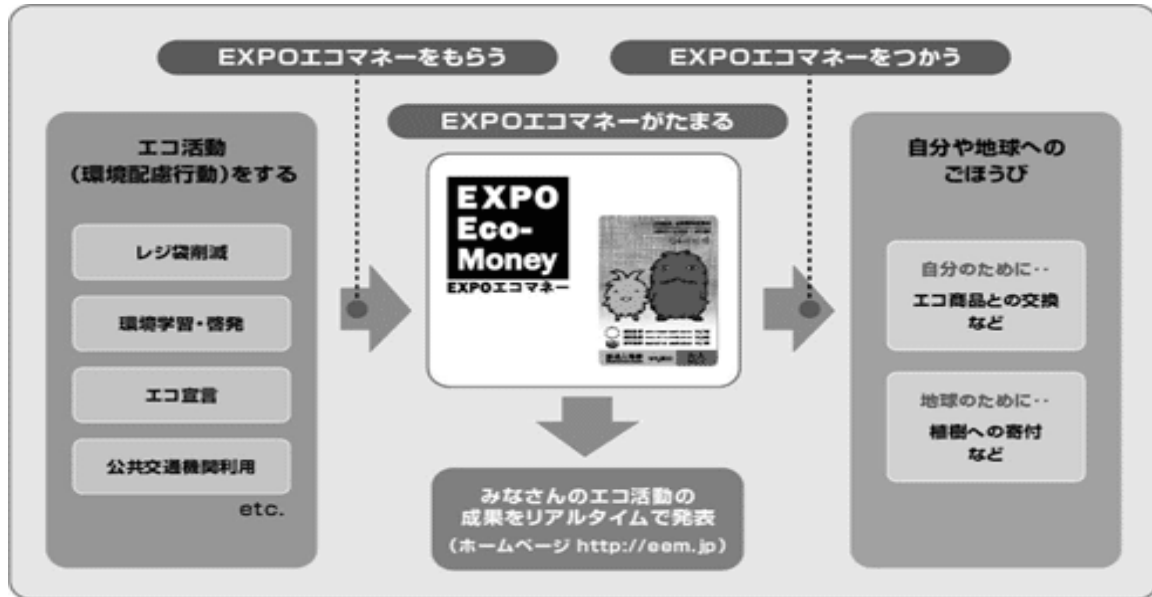 EXPOエコマネーをもらう
EXPOエコマネーをつかう
EXPOエコマネーがたまる
エコ活動
(環境配慮行動)をする
レジ袋削減
環境学習・啓発
エコ宣言
公共交通機関利用
etc.
EXPO
Eco-
Money
EXPOエコマネー
みなさんのエコ活動の
成果をリアルタイムで発表
(ホームページ http://eem.jp)
自分や地球への
ごほうび
自分のために‥
エコ商品との交換
など
地球のために‥
植樹への寄付
など